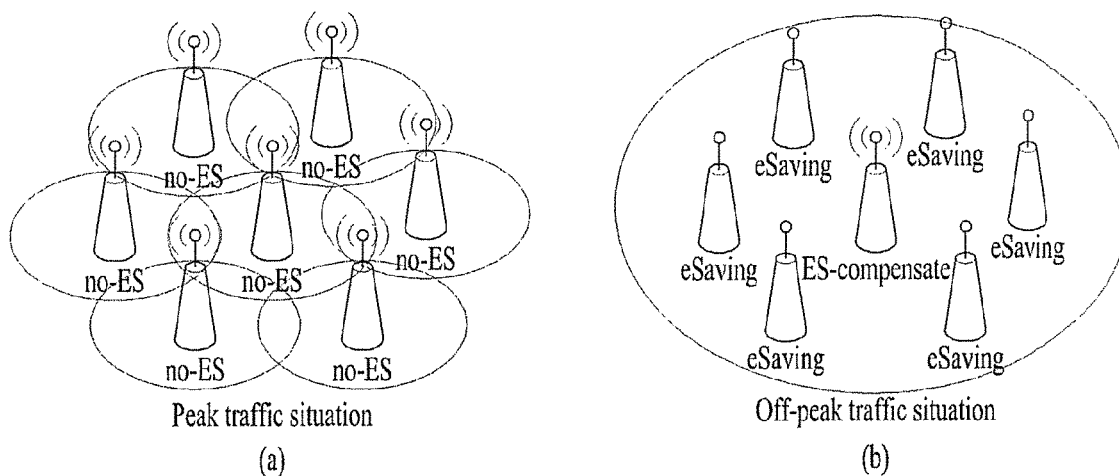 no-ES
no-ES
no-ES
no-ES
no-ES
no-ES
no-ES
Peak traffic situation
(a)
eSaving
eSaving
eSaving
ES-compensate
eSaving
eSaving
eSaving
Off-peak traffic situation
(b)